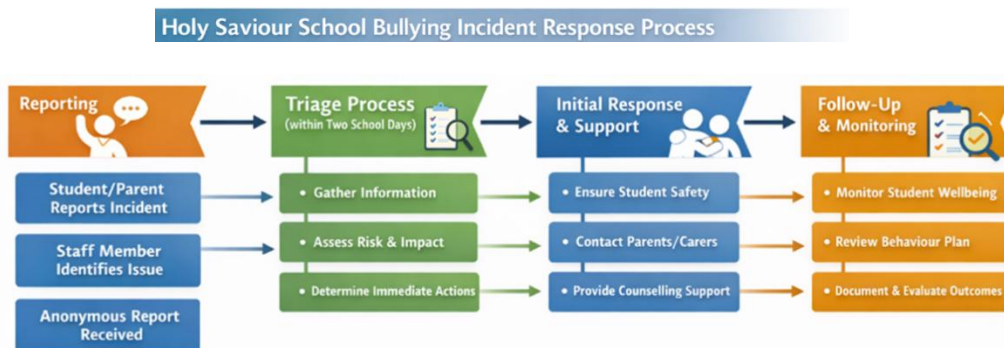 Holy Saviour School Bullying Incident Response Process
Reporting
Student/Parent
Reports Incident
Staff Member
Identifies Issue
Anonymous Report
Received
Triage Process
(within Two School Days)
• Gather Information
• Assess Risk & Impact
• Determine Immediate Actions
Initial Response
& Support
• Ensure Student Safety
• Contact Parents/Carers
• Provide Counselling Support
Follow-Up
& Monitoring
• Monitor Student Wellbeing
• Review Behaviour Plan
• Document & Evaluate Outcomes